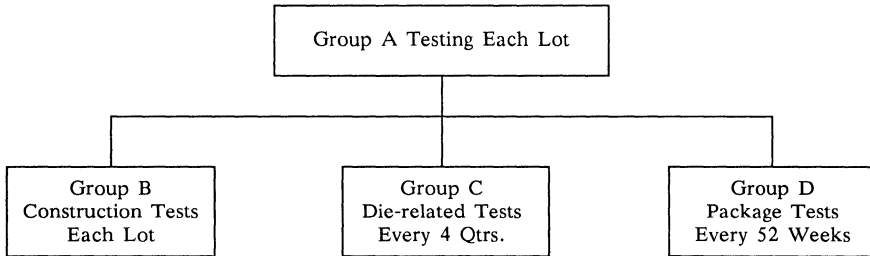 Group A Testing Each Lot
Group B
Construction Tests
Each Lot
Group C
Die-related Tests
Every 4 Qtrs.
Group D
Package Tests
Every 52 Weeks